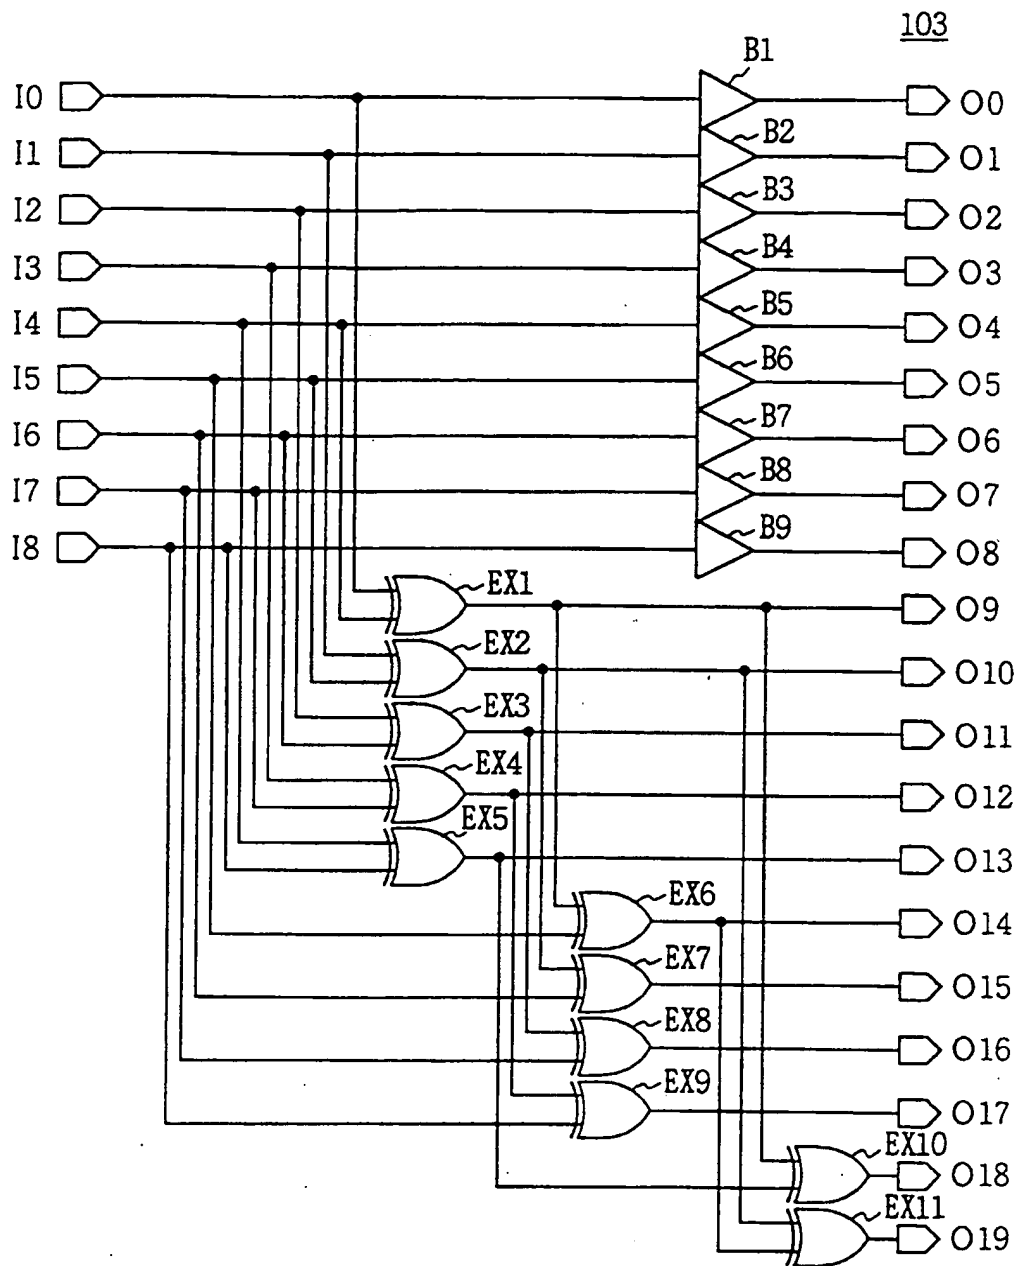 103
B1
I0 O0
B2
I1 O1
B3
I2 O2
B4
I3 O3
B5
I4 O4
B6
I5 O5
B7
I6 O6
B8
I7 O7
B9
I8 O8
EX1
O9
EX2
O10
EX3
O11
EX4
O12
EX5
O13
EX6
O14
EX7
O15
EX8
O16
EX9
O17
EX10
O18
EX11
O19